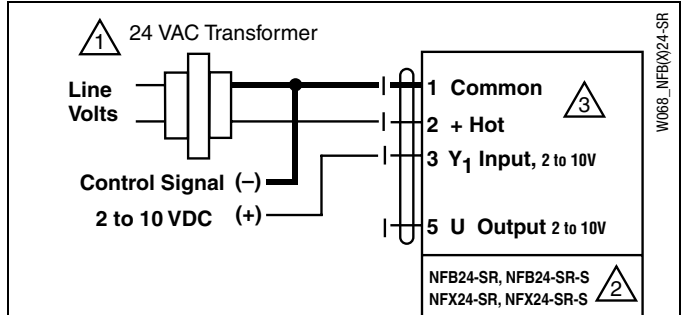 1 24 VAC Transformer
Line
Volts
Control Signal (–)
2 to 10 VDC (+)
1 Common
3
2 + Hot
3 Y1 Input, 2 to 10V
5 U Output 2 to 10V
NFB24-SR, NFB24-SR-S
NFX24-SR, NFX24-SR-S
2
W068_NFB(X)24-SR